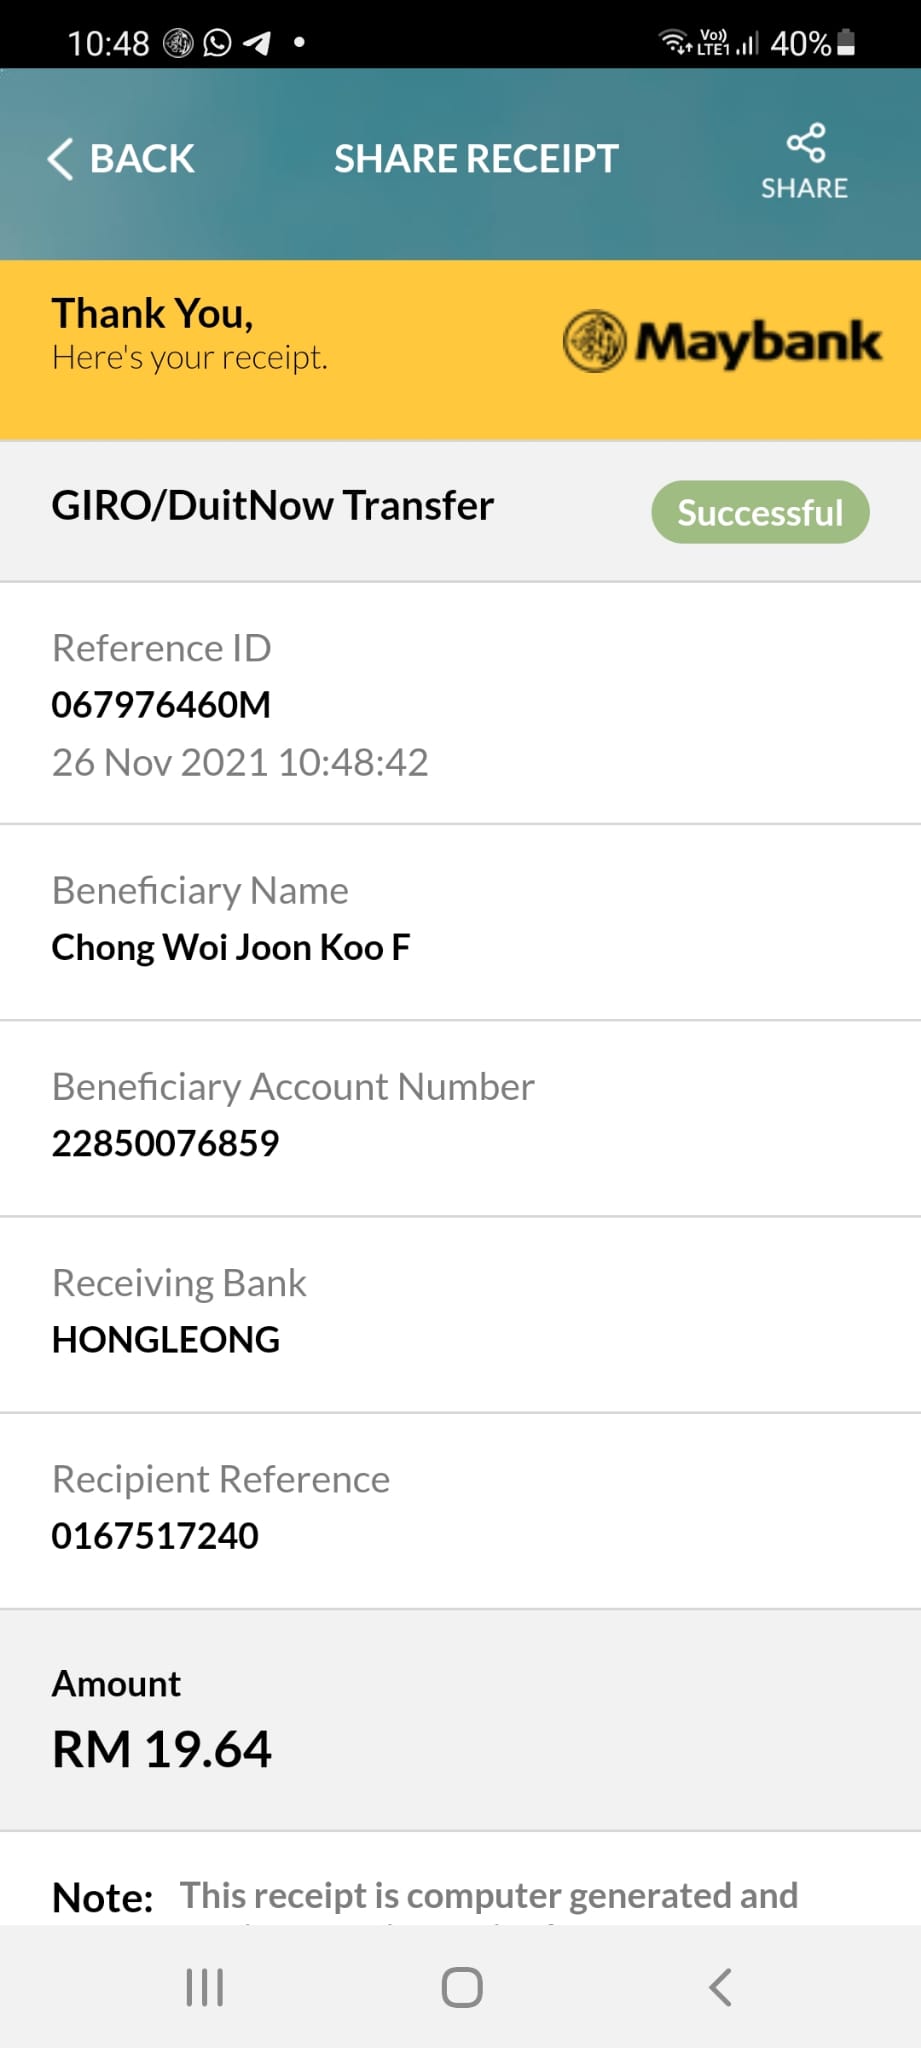 10:48
Vo))
LTE1
40%
BACK
SHARE RECEIPT
SHARE
Thank You,
Here's your receipt.
Maybank
GIRO/DuitNow Transfer
Successful
Reference ID
067976460M
26 Nov 2021 10:48:42
Beneficiary Name
Chong Woi Joon Koo F
Beneficiary Account Number
22850076859
Receiving Bank
HONGLEONG
Recipient Reference
0167517240
Amount
RM 19.64
Note: This receipt is computer generated and